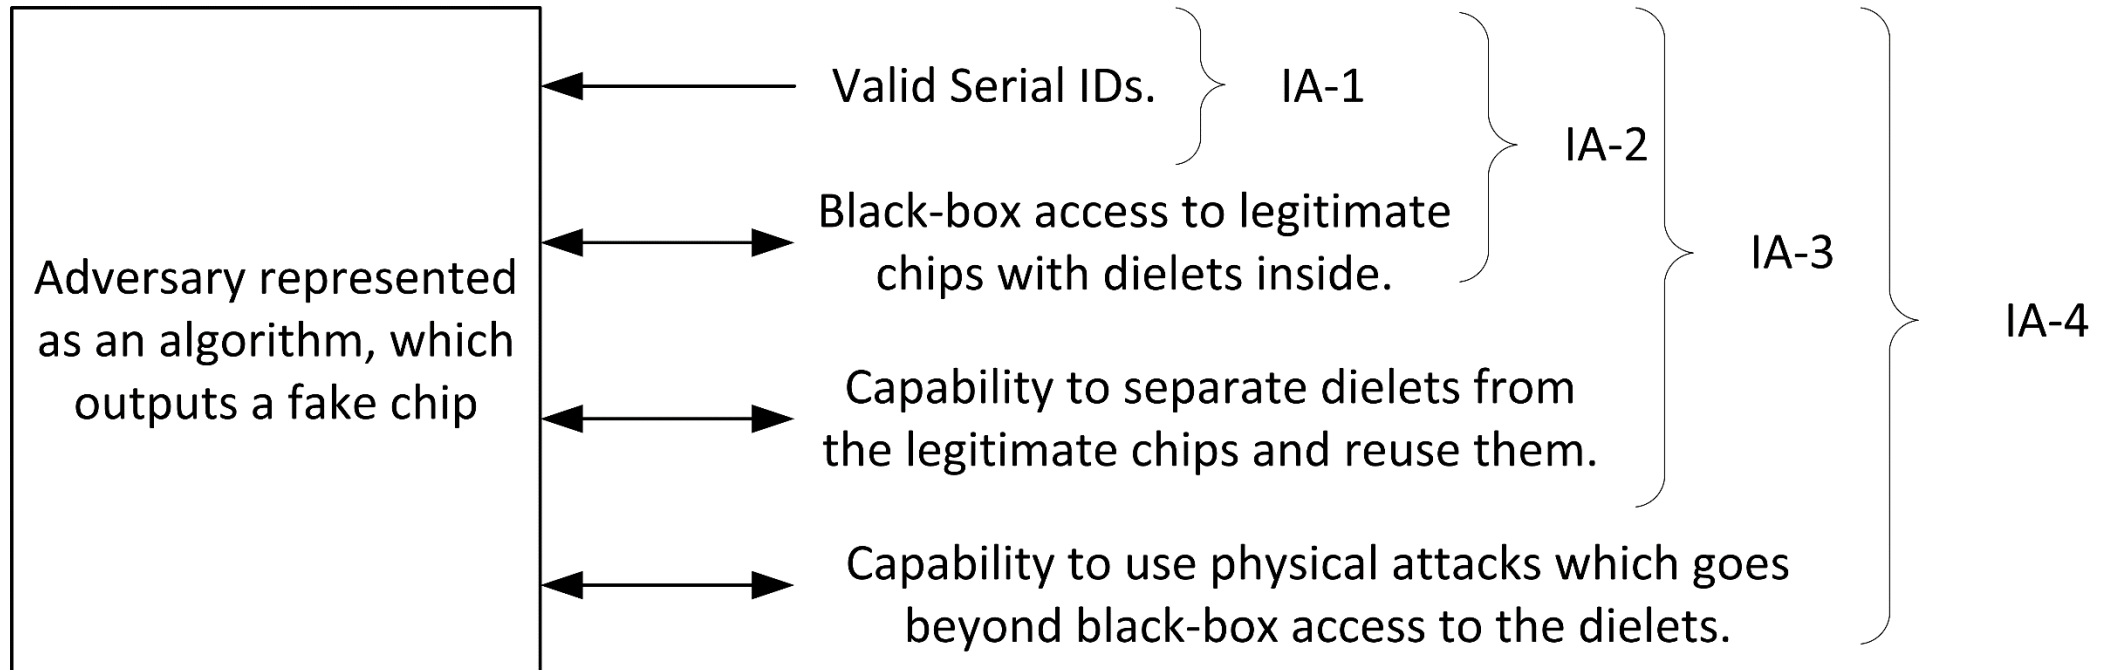 Adversary represented
as an algorithm, which
outputs a fake chip
Valid Serial IDs.
IA-1
IA-2
Black-box access to legitimate
chips with dielets inside.
IA-3
Capability to separate dielets from
the legitimate chips and reuse them.
IA-4
Capability to use physical attacks which goes
beyond black-box access to the dielets.